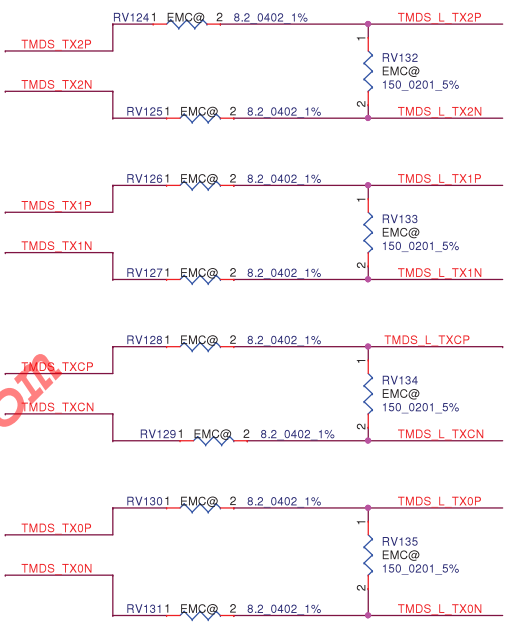 RV1241 EMC@ 2 8.2_0402_1% TMDS_L_TX2P
TMDS_TX2P
1
RV132
EMC@
150_0201_5%
TMDS_TX2N
2
RV1251 EMC@ 2 8.2_0402_1% TMDS_L_TX2N
RV1261 EMC@ 2 8.2_0402_1% TMDS_L_TX1P
TMDS_TX1P
1
RV133
EMC@
150_0201_5%
TMDS_TX1N
2
RV1271 EMC@ 2 8.2_0402_1% TMDS_L_TX1N
RV1281 EMC@ 2 8.2_0402_1% TMDS_L_TXCP
TMDS_TXCP
1
RV134
EMC@
150_0201_5%
TMDS_TXCN
2
RV1291 EMC@ 2 8.2_0402_1% TMDS_L_TXCN
om
RV1301 EMC@ 2 8.2_0402_1% TMDS_L_TX0P
TMDS_TX0P
1
RV135
EMC@
150_0201_5%
TMDS_TX0N
2
RV1311 EMC@ 2 8.2_0402_1% TMDS_L_TX0N